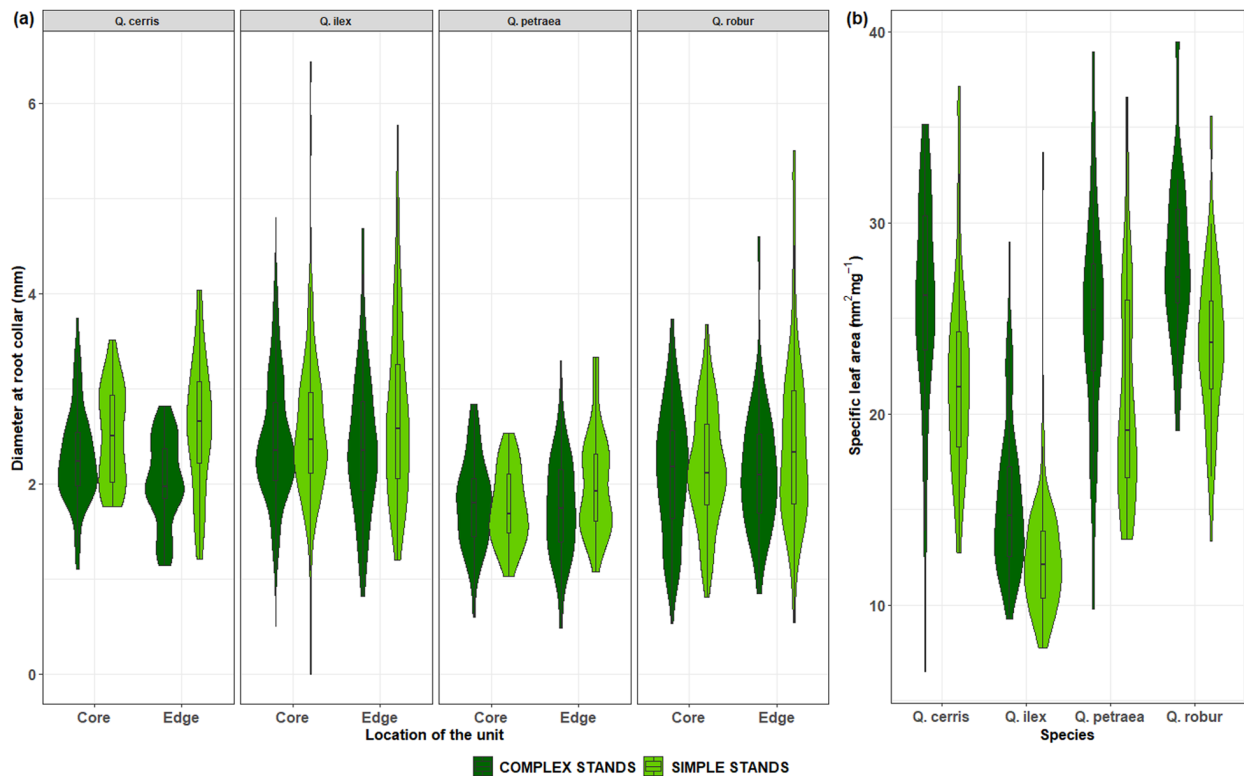 (a)
Q. cerris
Q. ilex
Q. petraea
Q. robur
Diameter at root collar (mm)
6
4
2
0
Core
Edge
Core
Edge
Core
Edge
Core
Edge
Location of the unit
(b)
Specific leaf area (nm²mg⁻¹)
40
30
20
10
Q. cerris
Q. ilex
Q. petraea
Q. robur
Species
COMPLEX STANDS
SIMPLE STANDS